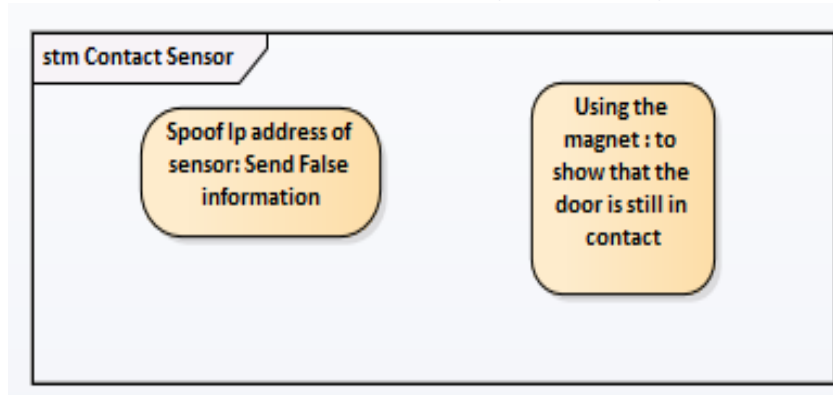 stm Contact Sensor
Spoof Ip address of
sensor: Send False
information
Using the
magnet : to
show that the
door is still in
contact